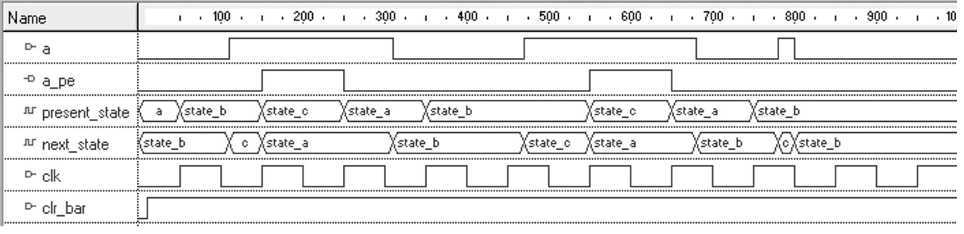 Name 100 200 300 400 500 600 700 800 900 10
a
a_pe
present_state a state_b state_c state_a state_b state_c state_a state_b
next_state state_b c state_a state_b state_c state_a state_b c state_b
clk
clr_bar